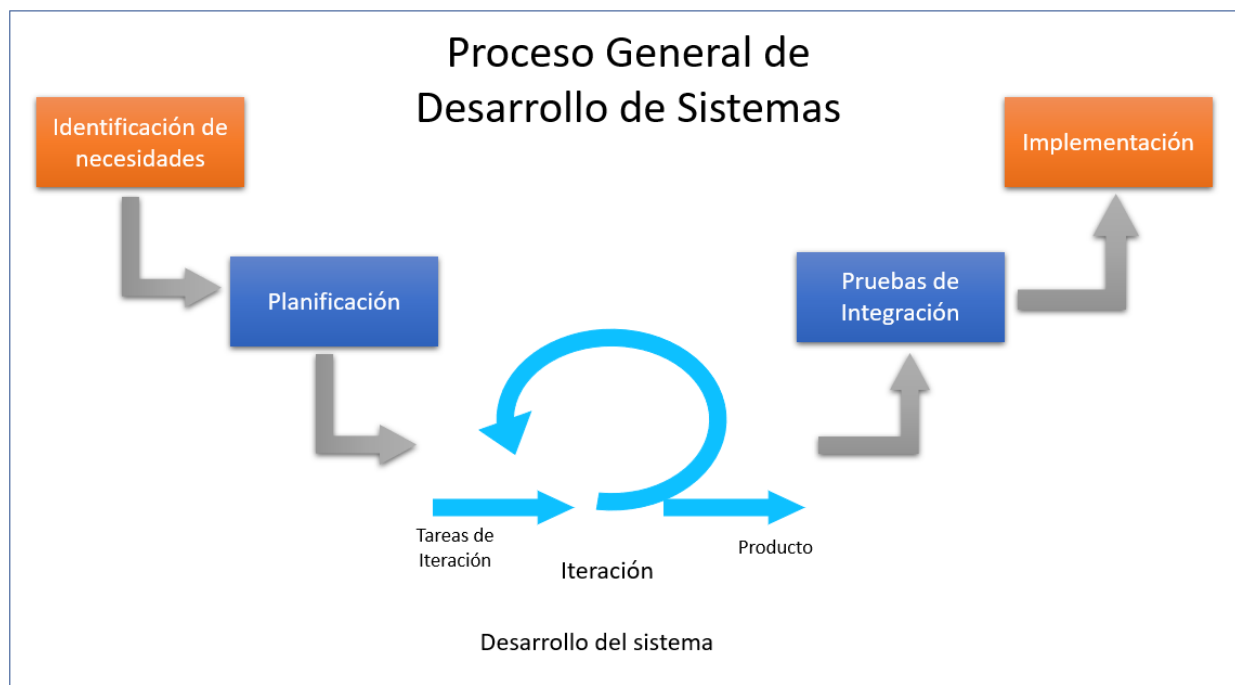 Proceso General de
Desarrollo de Sistemas
Identificación de
necesidades
Implementación
Planificación
Pruebas de
Integración
Tareas de
Iteración
Iteración
Producto
Desarrollo del sistema